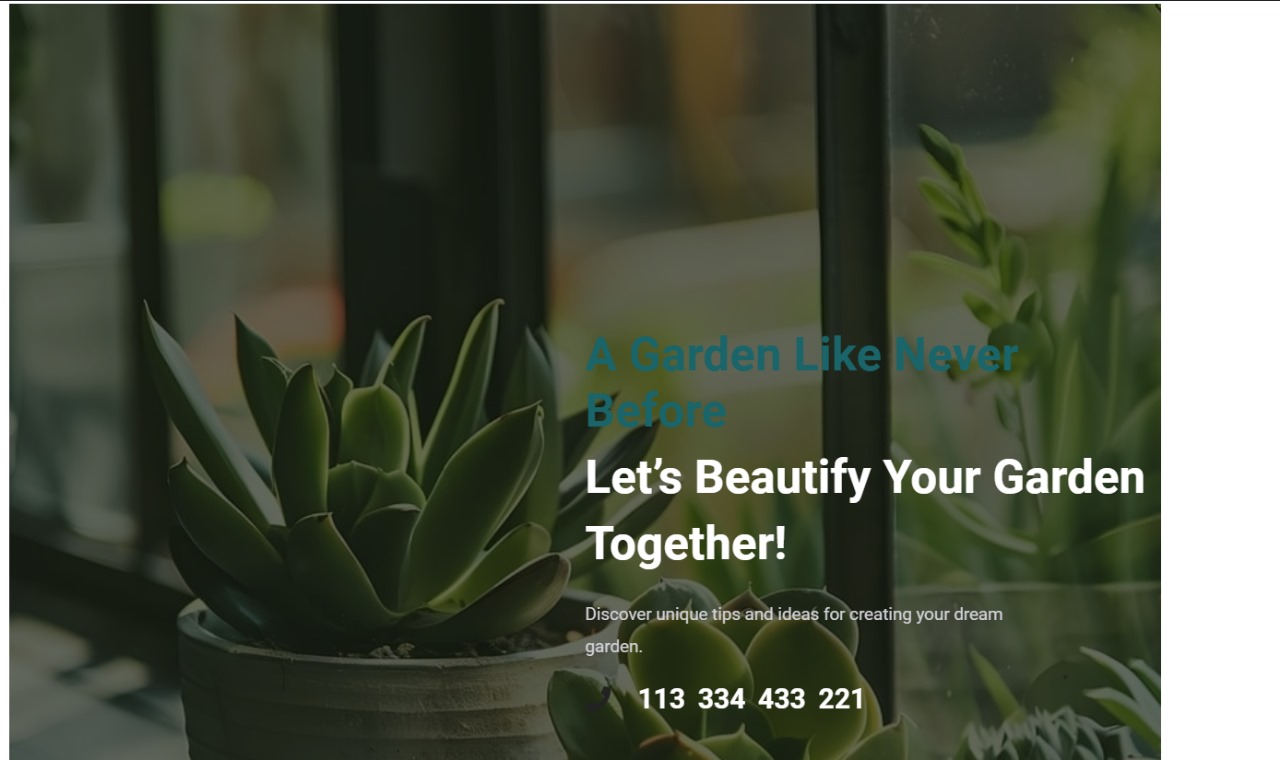 A Garden Like Never
Before
Let’s Beautify Your Garden
Together!
Discover unique tips and ideas for creating your dream
garden.
113 334 433 221